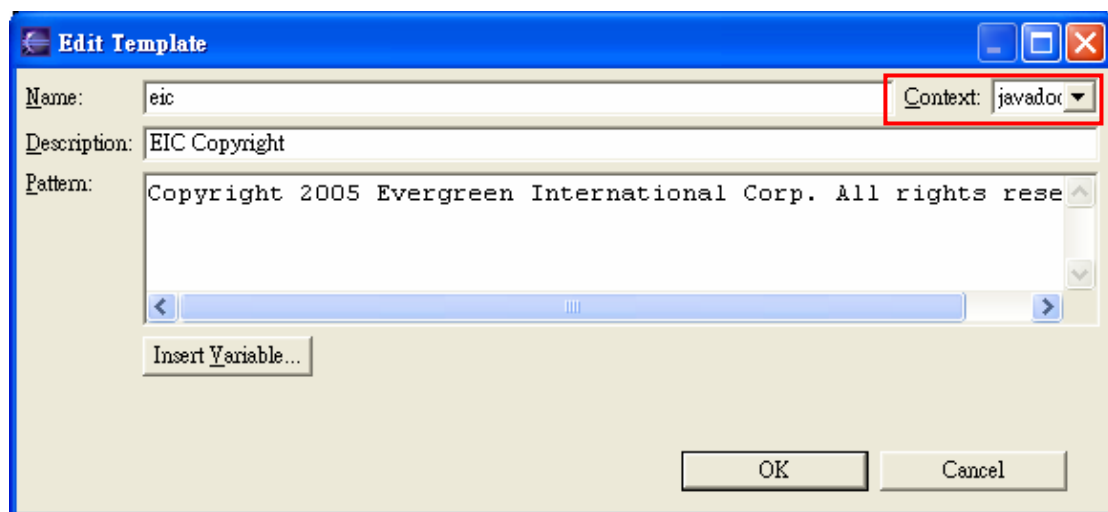 Edit Template
Name: eic Context: javadoc
Description: EIC Copyright
Pattern: Copyright 2005 Evergreen International Corp. All rights rese
Insert Variable...
OK Cancel